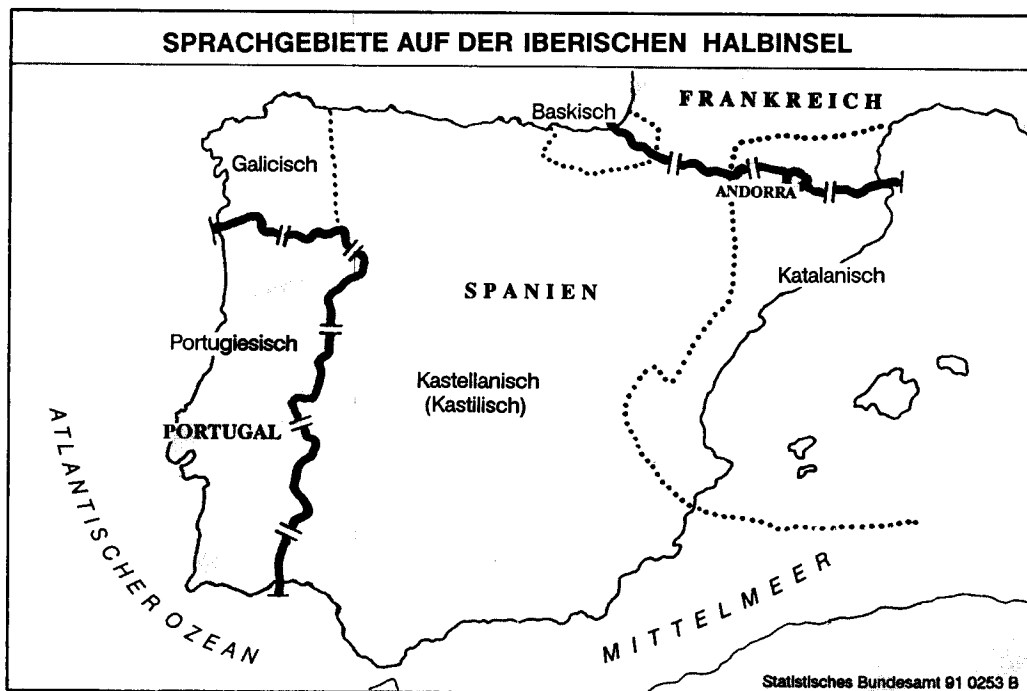 SPRACHGEBIETE AUF DER IBERISCHEN HALBINSEL
FRANKREICH
Baskisch
Galicisch
ANDORRA
Katalanisch
SPANIEN
Portugiesisch
Kastellanisch
(Kastilisch)
PORTUGAL
ATLANTISCHER OZEAN
MITTELMEER
Statistisches Bundesamt 91 0253 B